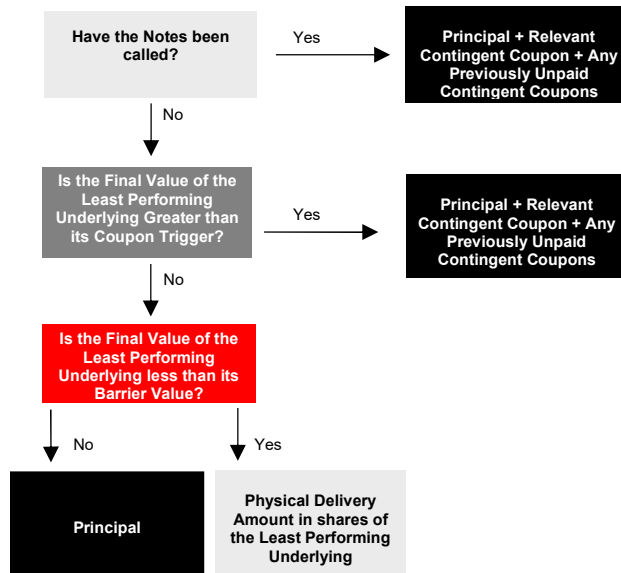 Have the Notes been
called?
Yes
Principal + Relevant
Contingent Coupon + Any
Previously Unpaid
Contingent Coupons
No
Is the Final Value of the
Least Performing
Underlying Greater than
its Coupon Trigger?
Yes
Principal + Relevant
Contingent Coupon + Any
Previously Unpaid
Contingent Coupons
No
Is the Final Value of the
Least Performing
Underlying less than its
Barrier Value?
No
Yes
Principal
Physical Delivery
Amount in shares of
the Least Performing
Underlying